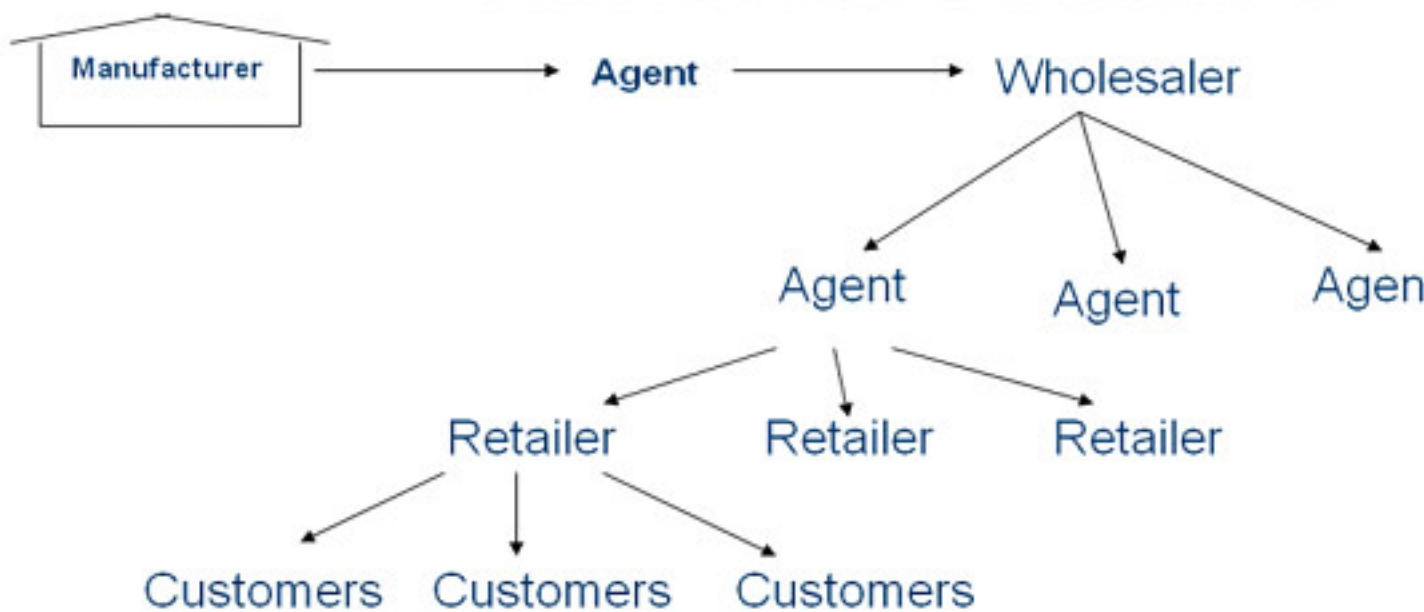 Manufacturer
Agent
Wholesaler
Agent
Agent
Agen
Retailer
Retailer
Retailer
Customers
Customers
Customers